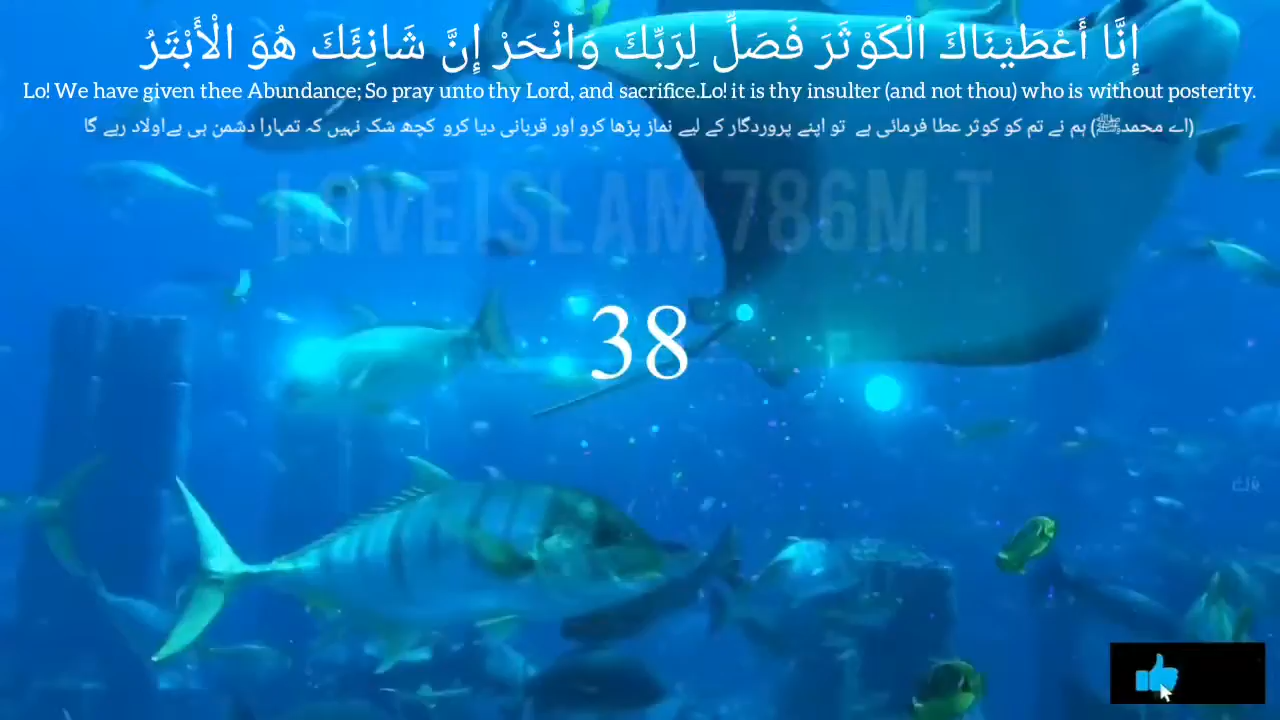 إِنَّا أَعْطَيْنَاكَ الْكَوْثَرَ فَصَلِّ لِرَبِّكَ وَانْحَرْ إِنَّ شَانِئَكَ هُوَ الْأَبْتَرُ
Lo! We have given thee Abundance; So pray unto thy Lord, and sacrifice.Lo! it is thy insulter (and not thou) who is without posterity.
(اے محمدﷺ) ہم نے تم کو کوثر عطا فرمائی ہے تو اپنے پروردگار کے لیے نماز پڑھا کرو اور قربانی دیا کرو کچھ شک نہیں کہ تمہارا دشمن ہی بےاولاد رہے گا
LOVEISLAM786M.T
38